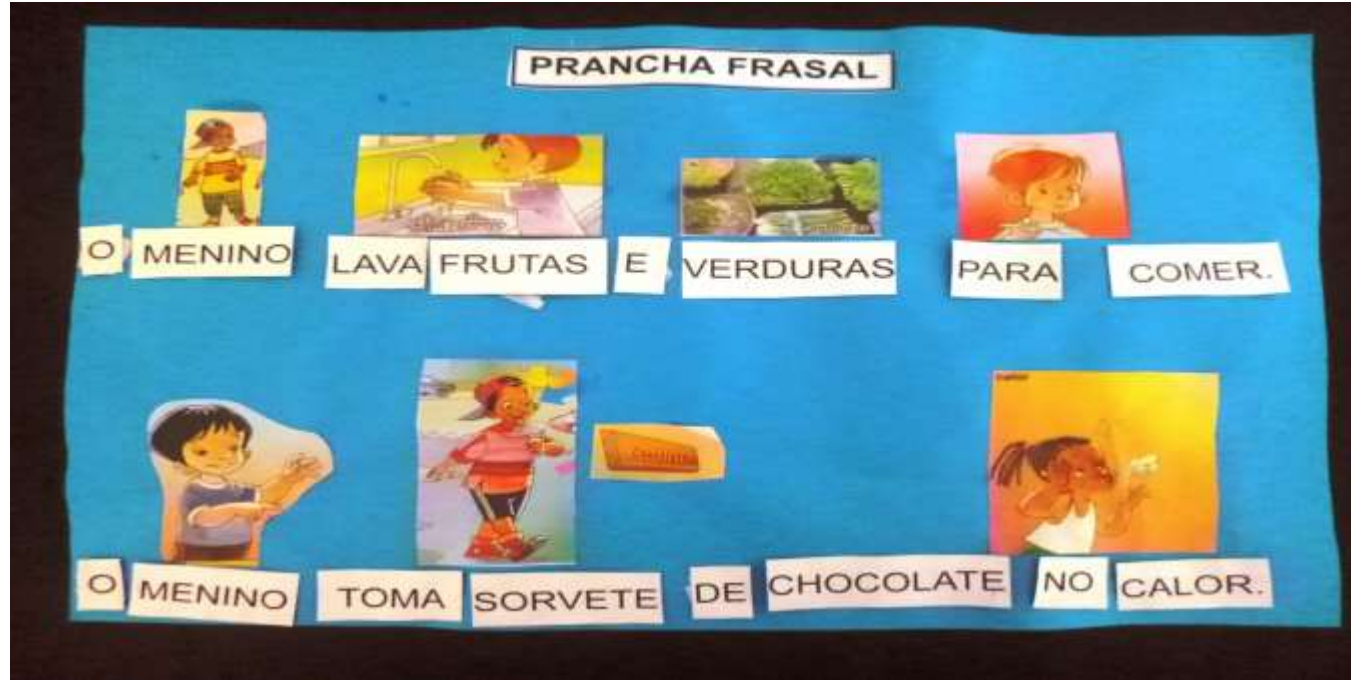 PRANCHA FRASAL
O MENINO LAVA FRUTAS E VERDURAS PARA COMER.
O MENINO TOMA SORVETE DE CHOCOLATE NO CALOR.